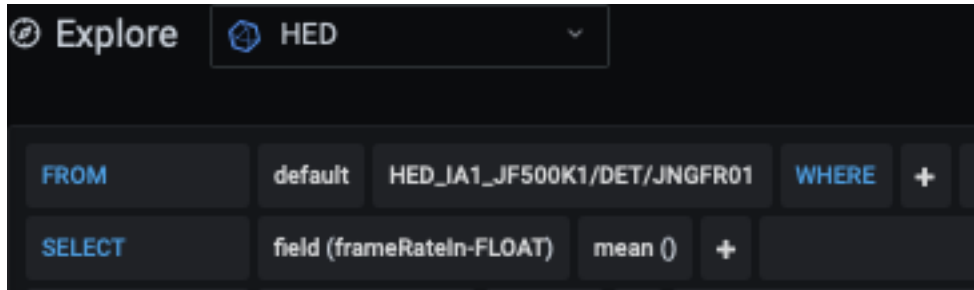 Explore HED
FROM default HED_IA1_JF500K1/DET/JNGFR01 WHERE +
SELECT field (frameRateIn-FLOAT) mean () +